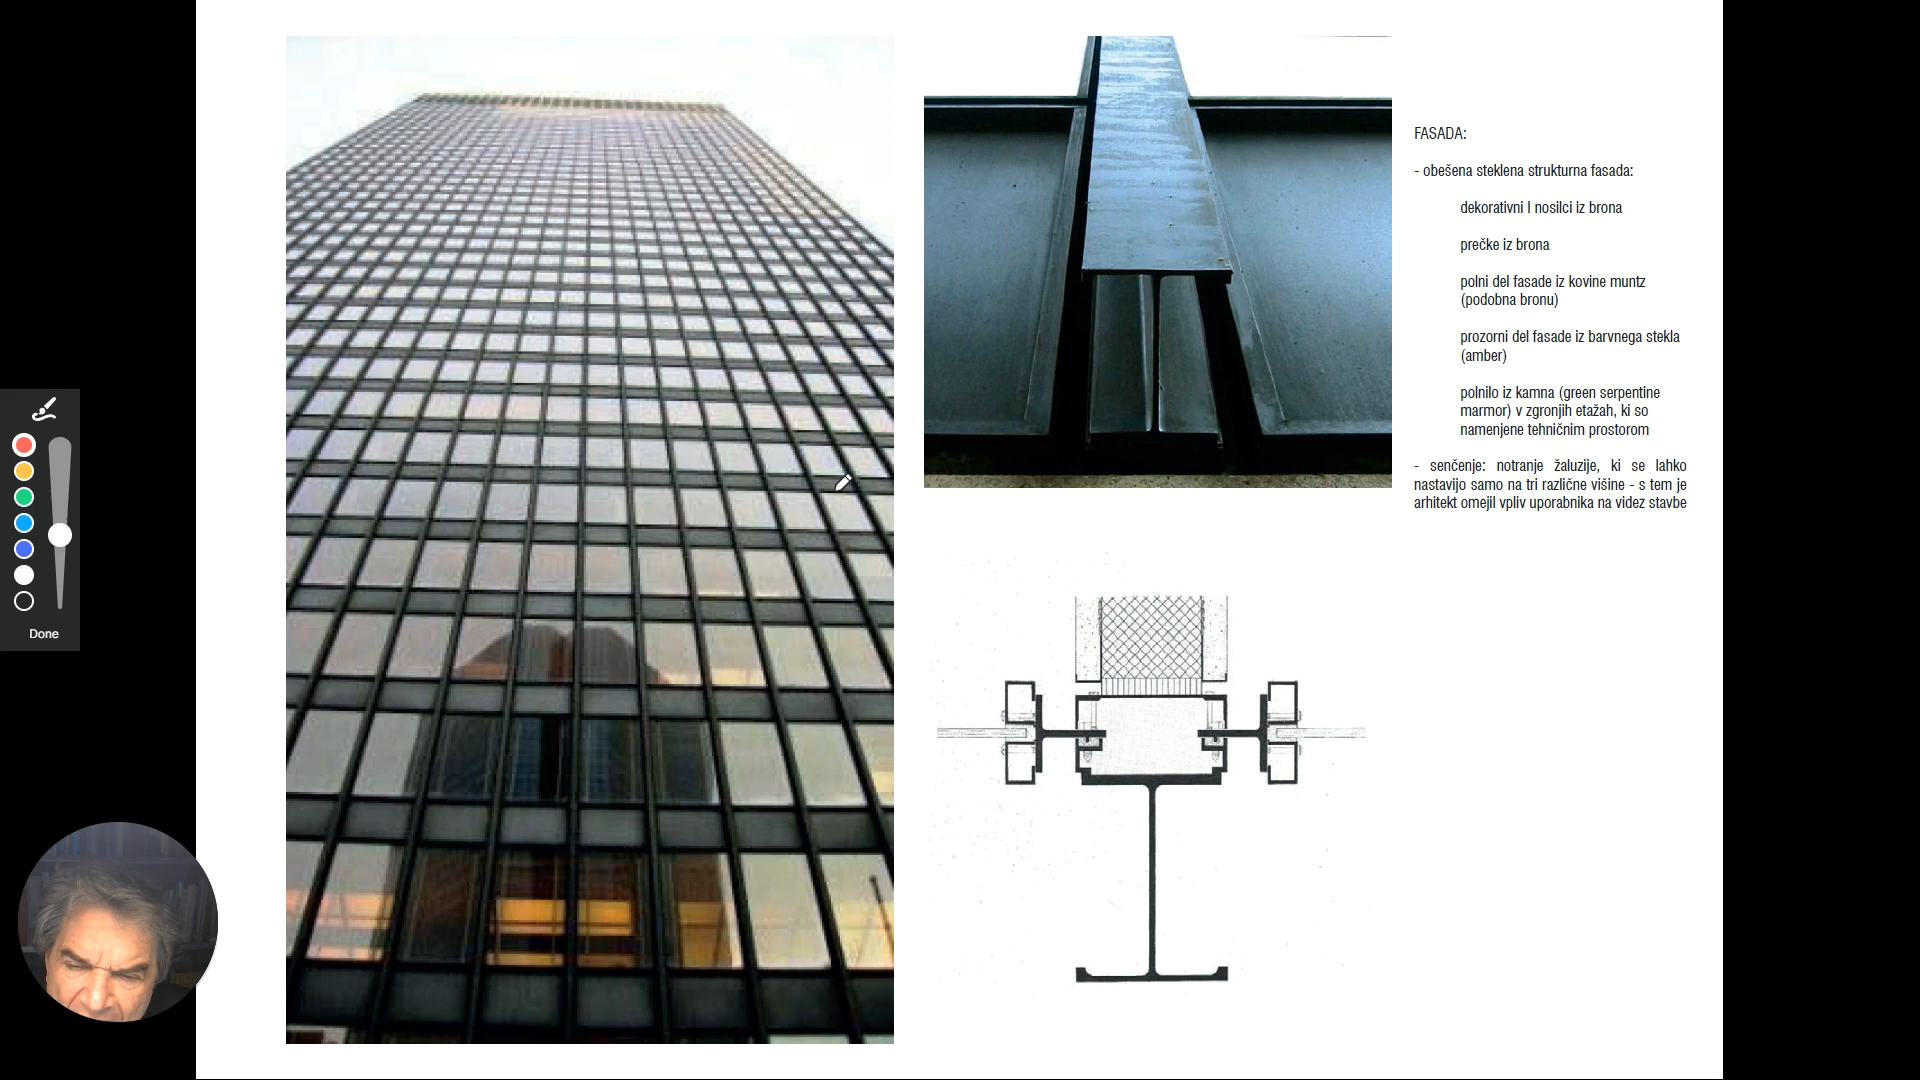 FASADA:
- obešena steklena strukturna fasada:
dekorativni I nosilci iz brona
prečke iz brona
polni del fasade iz kovine muntz
(podobna bronu)
prozorni del fasade iz barvnega stekla
(amber)
polnilo iz kamna (green serpentine
marmor) v zgronjih etažah, ki so
namenjene tehničnim prostorom
- senčenje: notranje žaluzije, ki se lahko
nastavijo samo na tri različne višine - s tem je
arhitekt omejil vpliv uporabnika na videz stavbe
Done